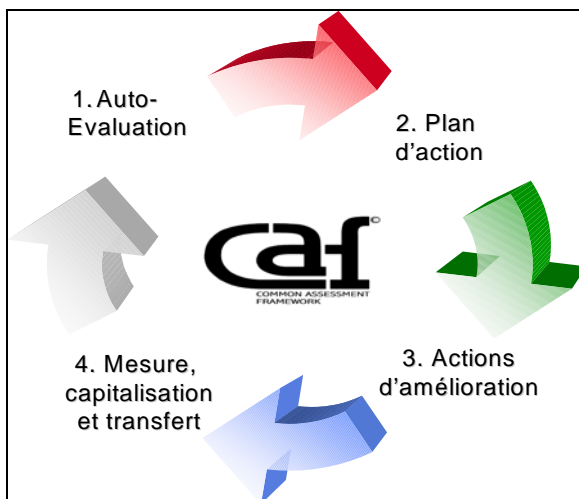 1. Auto-
Evaluation
2. Plan
d'action
caf©
COMMON ASSESSMENT
FRAMEWORK
3. Actions
d'amélioration
4. Mesure,
capitalisation
et transfert